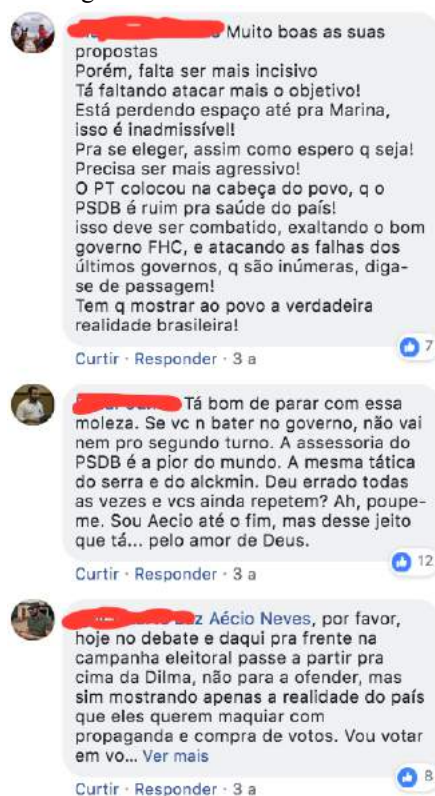 Muito boas as suas
propostas
Porém, falta ser mais incisivo
Tá faltando atacar mais o objetivo!
Está perdendo espaço até pra Marina,
isso é inadmissível!
Pra se eleger, assim como espero q seja!
Precisa ser mais agressivo!
O PT colocou na cabeça do povo, q o
PSDB é ruim pra saúde do país!
isso deve ser combatido, exaltando o bom
governo FHC, e atacando as falhas dos
últimos governos, q são inúmeras, diga-
se de passagem!
Tem q mostrar ao povo a verdadeira
realidade brasileira!
7
Curtir · Responder · 3 a
Tá bom de parar com essa
moleza. Se vc n bater no governo, não vai
nem pro segundo turno. A assessoria do
PSDB é a pior do mundo. A mesma tática
do serra e do alckmin. Deu errado todas
as vezes e vcs ainda repetem? Ah, poupe-
me. Sou Aecio até o fim, mas desse jeito
que tá... pelo amor de Deus.
12
Curtir · Responder · 3 a
Aécio Neves, por favor,
hoje no debate e daqui pra frente na
campanha eleitoral passe a partir pra
cima da Dilma, não para a ofender, mas
sim mostrando apenas a realidade do país
que eles querem maquiar com
propaganda e compra de votos. Vou votar
em vo... Ver mais
8
Curtir · Responder · 3 a